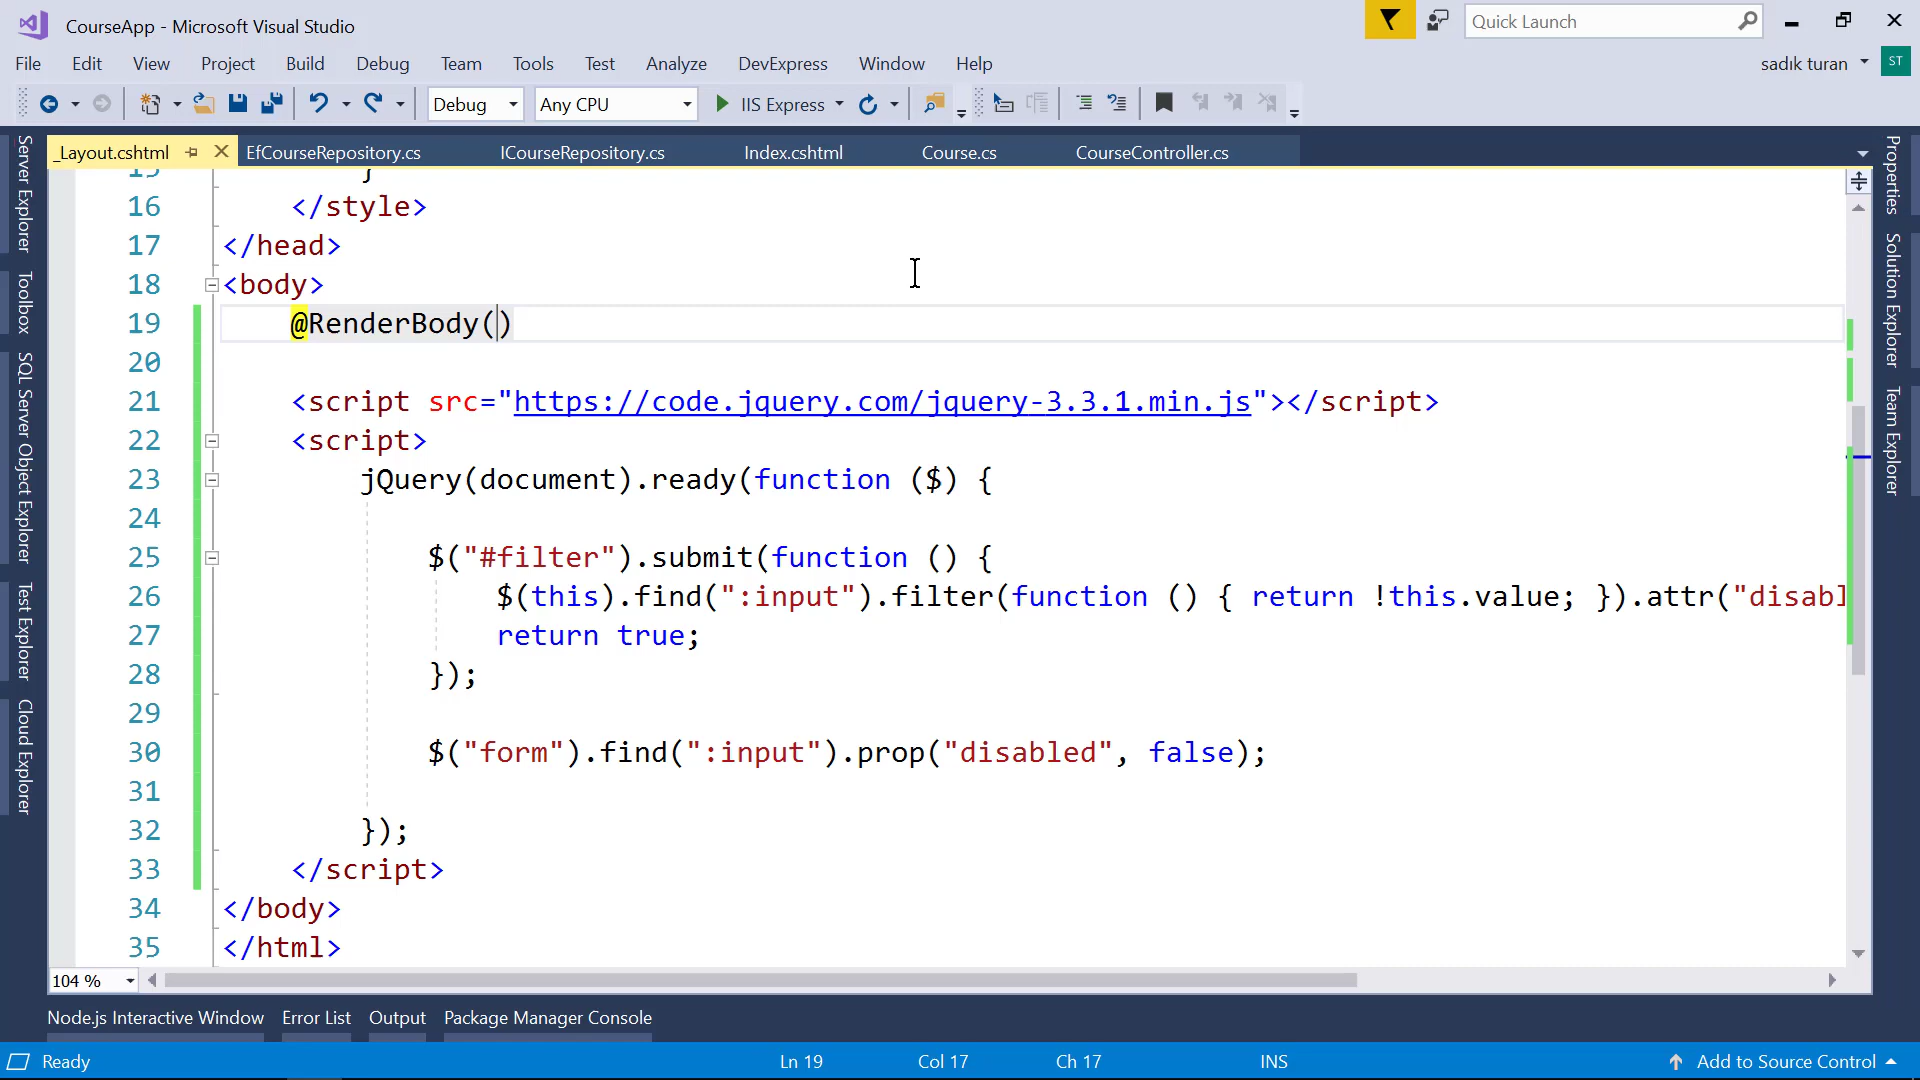 CourseApp - Microsoft Visual Studio
Quick Launch
File Edit View Project Build Debug Team Tools Test Analyze DevExpress Window Help
sadık turan ST
Debug Any CPU IIS Express
_Layout.cshtml EfCourseRepository.cs ICourseRepository.cs Index.cshtml Course.cs CourseController.cs
Server Explorer
Toolbox
SQL Server Object Explorer
Test Explorer
Cloud Explorer
15 }
16 </style>
17 </head>
18 <body>
19 @RenderBody()
20
21 <script src="https://code.jquery.com/jquery-3.3.1.min.js"></script>
22 <script>
23 jQuery(document).ready(function ($) {
24
25 $("#filter").submit(function () {
26 $(this).find(":input").filter(function () { return !this.value; }).attr("disabl
27 return true;
28 });
29
30 $("form").find(":input").prop("disabled", false);
31
32 });
33 </script>
34 </body>
35 </html>
Properties
Solution Explorer
Team Explorer
104 %
Node.js Interactive Window Error List Output Package Manager Console
Ready Ln 19 Col 17 Ch 17 INS Add to Source Control